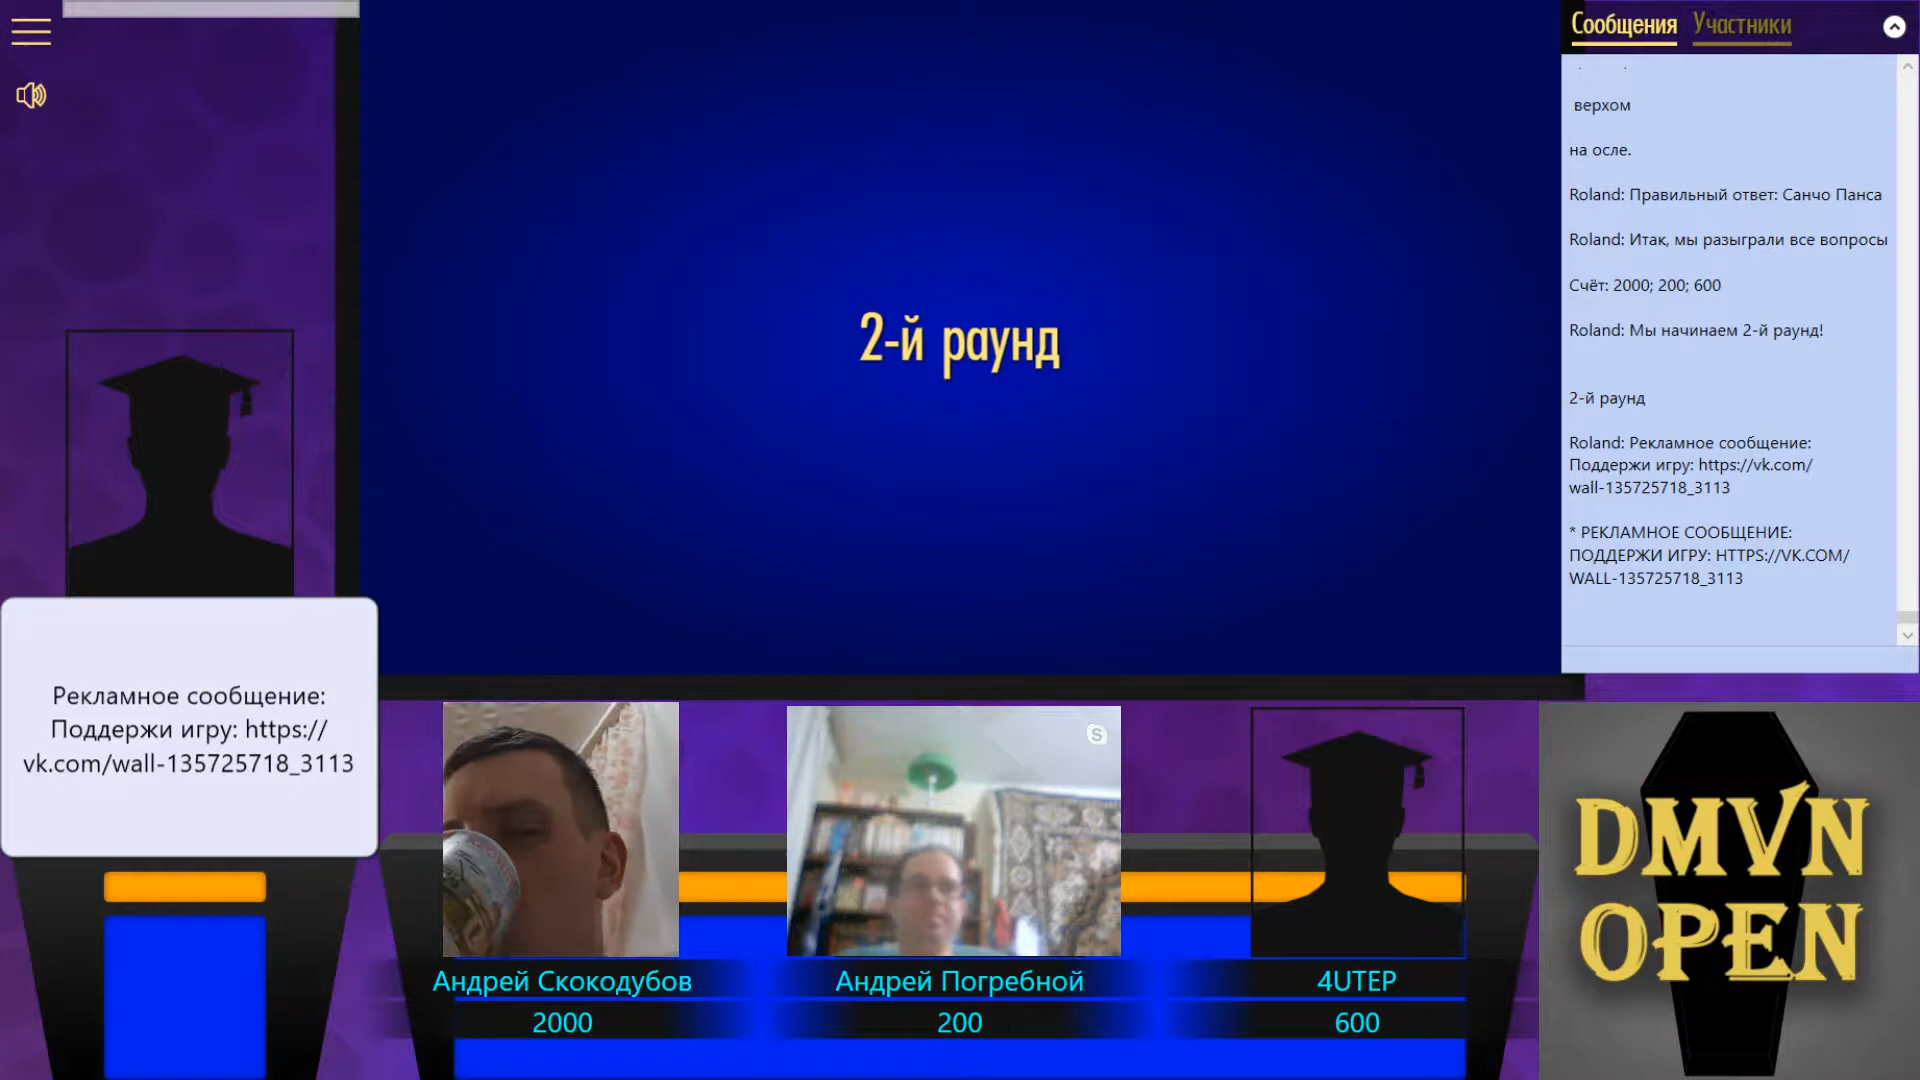 Сообщения Участники
верхом
на осле.
Roland: Правильный ответ: Санчо Панса
Roland: Итак, мы разыграли все вопросы
Счёт: 2000; 200; 600
Roland: Мы начинаем 2-й раунд!
2-й раунд
Roland: Рекламное сообщение:
Поддержи игру: https://vk.com/
wall-135725718_3113
* РЕКЛАМНОЕ СООБЩЕНИЕ:
ПОДДЕРЖИ ИГРУ: HTTPS://VK.COM/
WALL-135725718_3113
2-й раунд
Рекламное сообщение:
Поддержи игру: https://
vk.com/wall-135725718_3113
S
Андрей Скокодубов
2000
Андрей Погребной
200
4UTEP
600
DMVN
OPEN